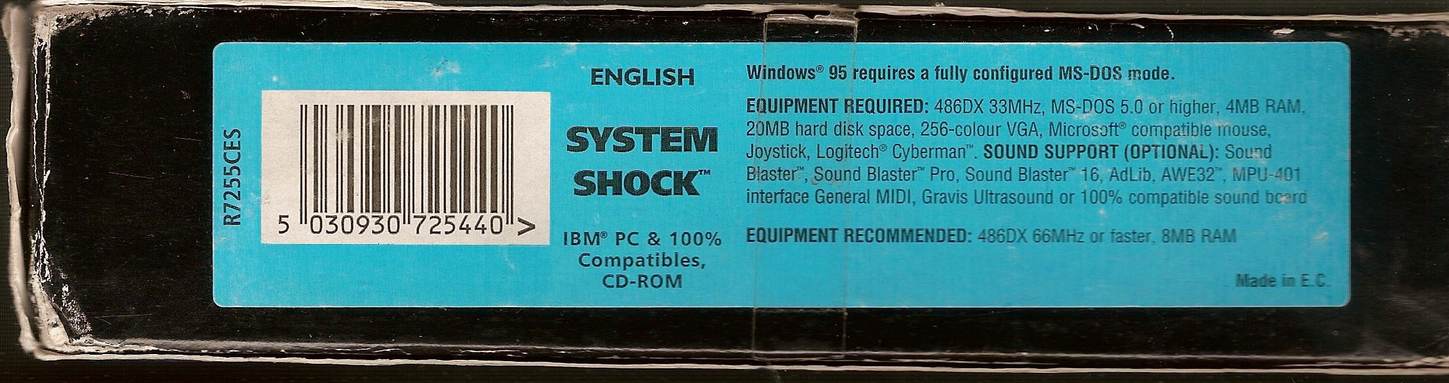 R7255CES
5 030930 725440 >
ENGLISH
SYSTEM
SHOCK™
IBM® PC & 100%
Compatibles,
CD-ROM
Windows® 95 requires a fully configured MS-DOS mode.
EQUIPMENT REQUIRED: 486DX 33MHz, MS-DOS 5.0 or higher, 4MB RAM,
20MB hard disk space, 256-colour VGA, Microsoft® compatible mouse,
Joystick, Logitech® Cyberman™. SOUND SUPPORT (OPTIONAL): Sound
Blaster™, Sound Blaster™ Pro, Sound Blaster™ 16, AdLib, AWE32™, MPU-401
interface General MIDI, Gravis Ultrasound or 100% compatible sound board
EQUIPMENT RECOMMENDED: 486DX 66MHz or faster, 8MB RAM
Made in E.C.